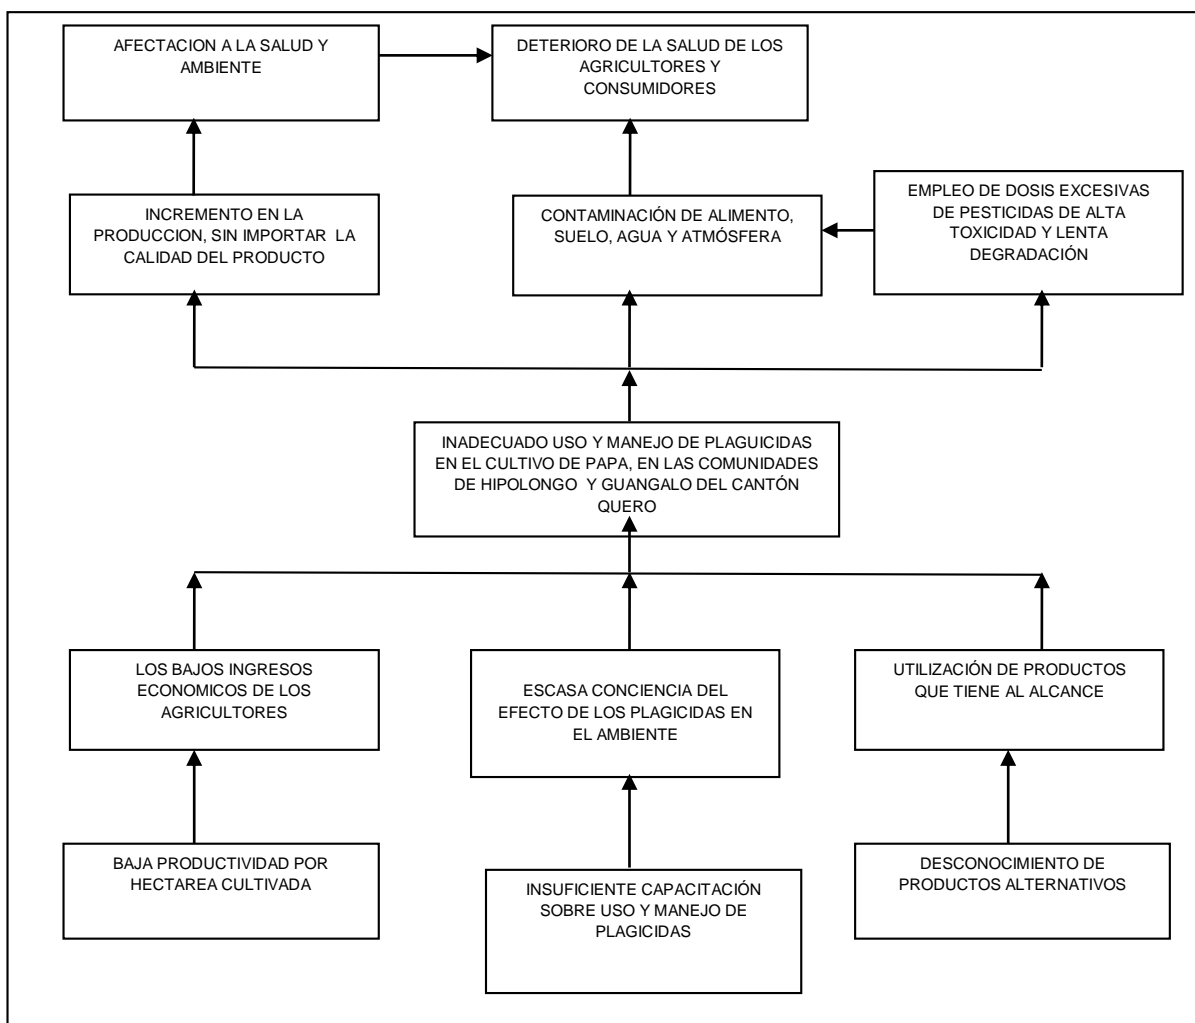 AFECTACION A LA SALUD Y
AMBIENTE
DETERIORO DE LA SALUD DE LOS
AGRICULTORES Y
CONSUMIDORES
INCREMENTO EN LA
PRODUCCION, SIN IMPORTAR LA
CALIDAD DEL PRODUCTO
CONTAMINACIÓN DE ALIMENTO,
SUELO, AGUA Y ATMÓSFERA
EMPLEO DE DOSIS EXCESIVAS
DE PESTICIDAS DE ALTA
TOXICIDAD Y LENTA
DEGRADACIÓN
INADECUADO USO Y MANEJO DE PLAGUICIDAS
EN EL CULTIVO DE PAPA, EN LAS COMUNIDADES
DE HIPOLONGO Y GUANGALO DEL CANTÓN
QUERO
LOS BAJOS INGRESOS
ECONOMICOS DE LOS
AGRICULTORES
ESCASA CONCIENCIA DEL
EFECTO DE LOS PLAGICIDAS EN
EL AMBIENTE
UTILIZACIÓN DE PRODUCTOS
QUE TIENE AL ALCANCE
BAJA PRODUCTIVIDAD POR
HECTAREA CULTIVADA
INSUFICIENTE CAPACITACIÓN
SOBRE USO Y MANEJO DE
PLAGICIDAS
DESCONOCIMIENTO DE
PRODUCTOS ALTERNATIVOS